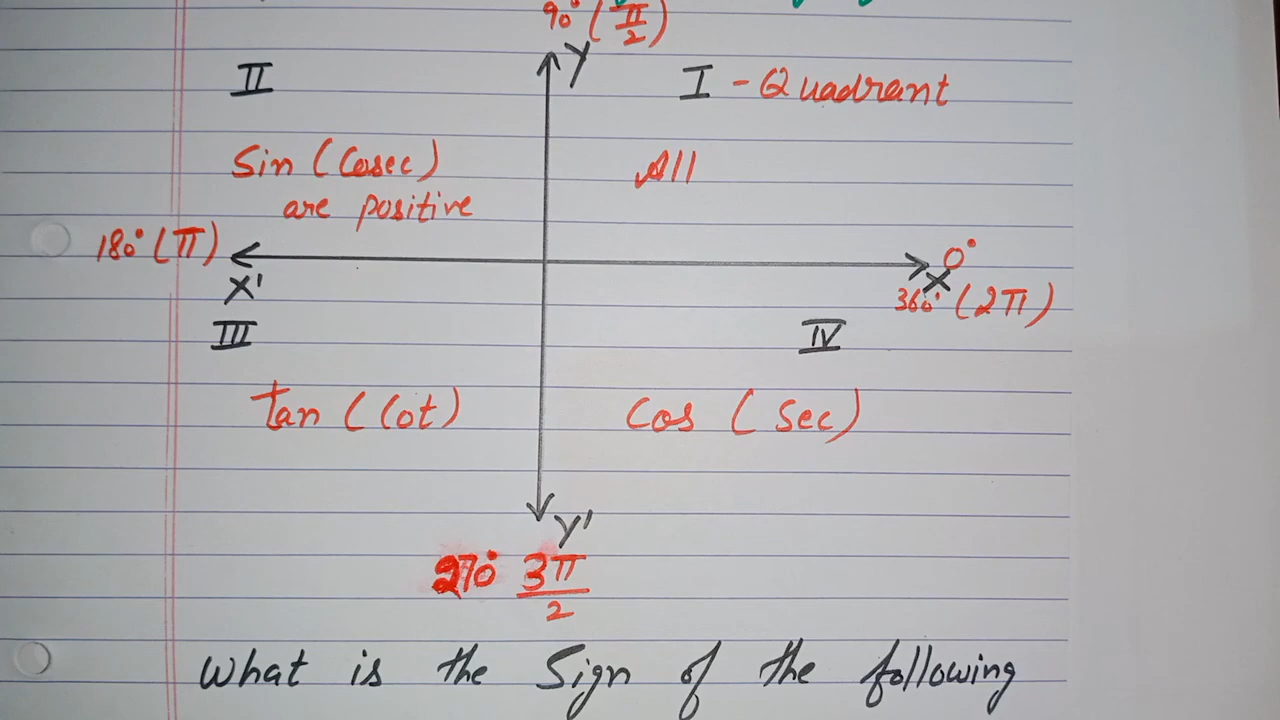 90° (π/2)
Y
II
I - Quadrant
Sin (Cosec)
are positive
All
180° (π)
0°
X'
X
360° (2π)
III
IV
tan (Cot)
Cos (Sec)
Y'
270° 3π/2
What is the Sign of the following